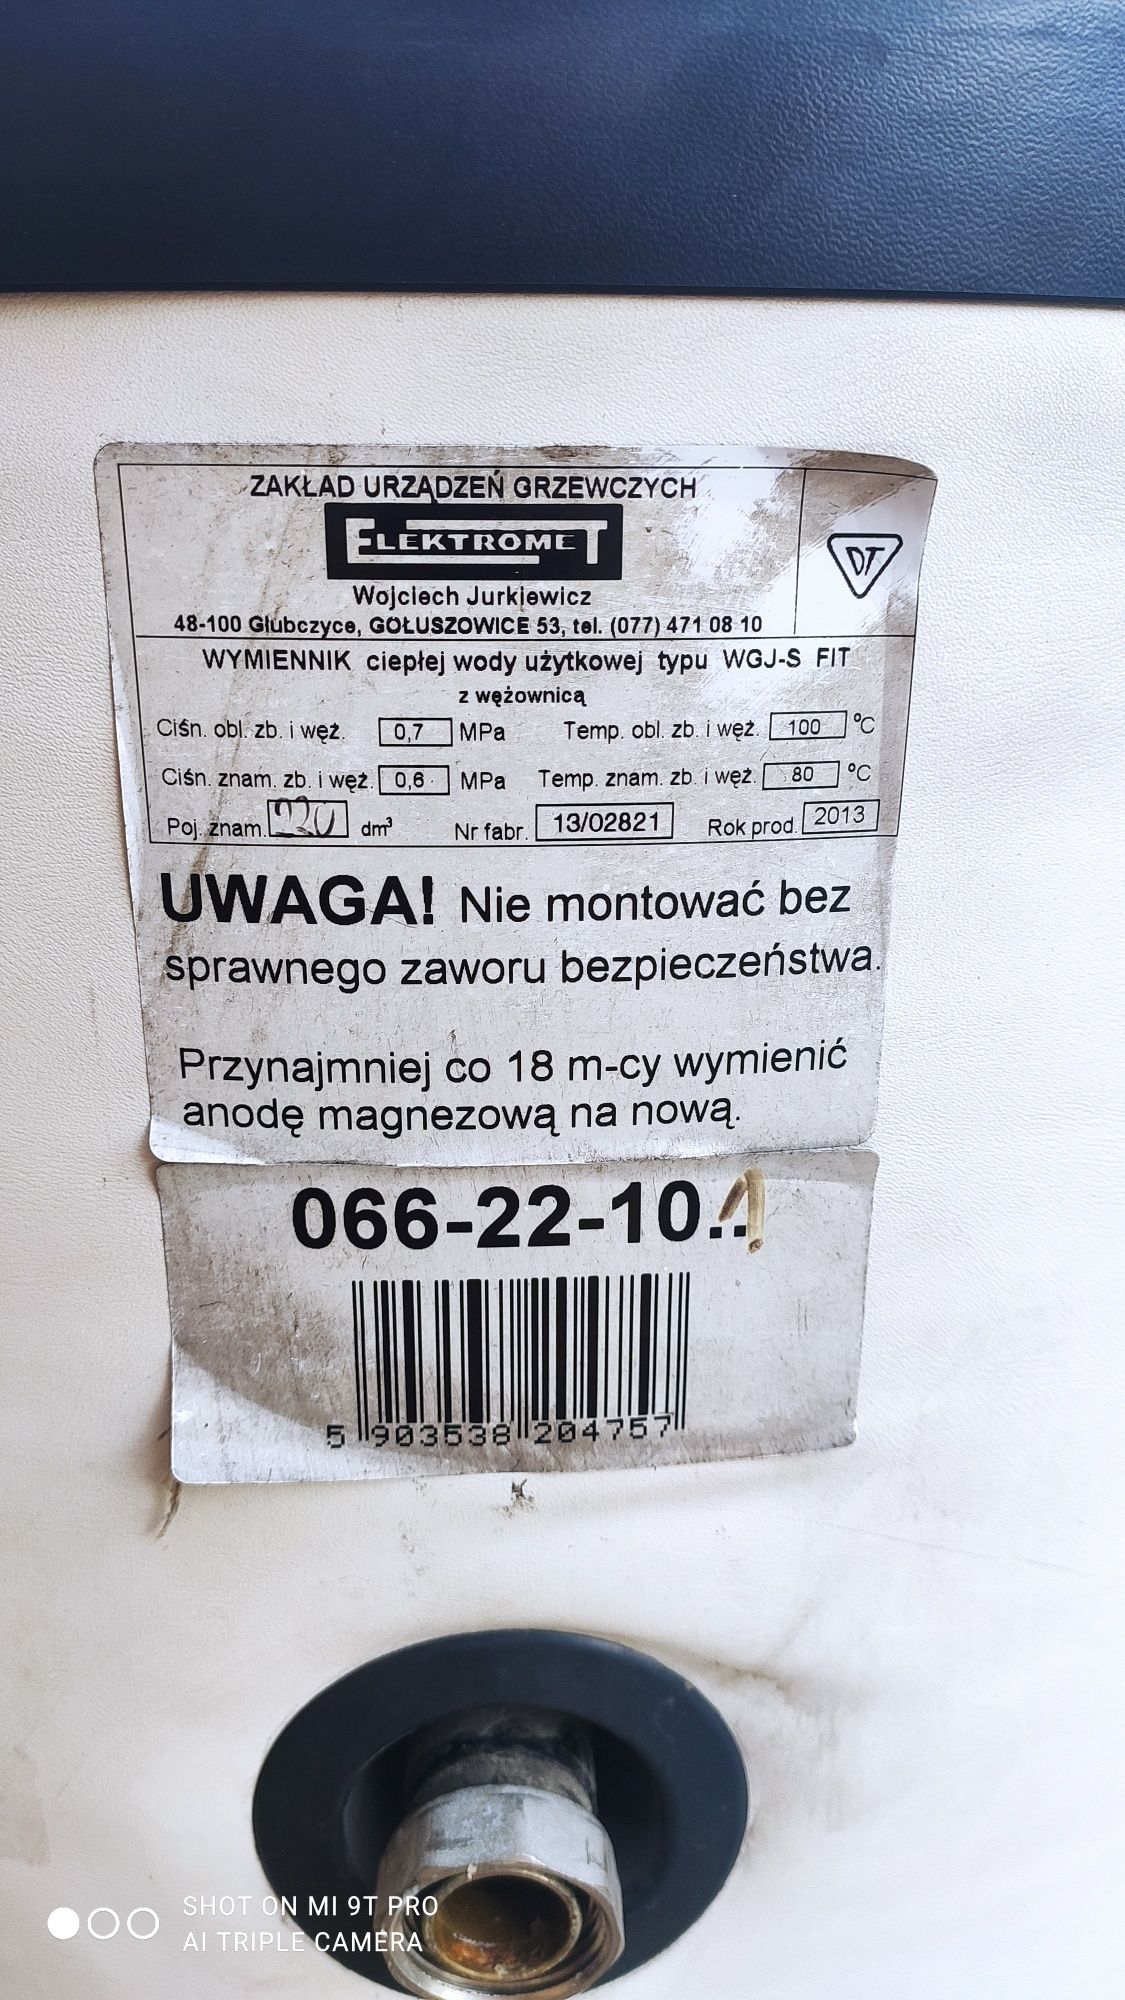 ZAKŁAD URZĄDZEŃ GRZEWCZYCH
ELEKTROMET
DT
Wojciech Jurkiewicz
48-100 Głubczyce, GOŁUSZOWICE 53, tel. (077) 471 08 10
WYMIENNIK ciepłej wody użytkowej typu WGJ-S FIT
z wężownicą
Ciśn. obl. zb. i węż. 0,7 MPa Temp. obl. zb. i węż. 100 °C
Ciśn. znam. zb. i węż. 0,6 MPa Temp. znam. zb. i węż. 80 °C
Poj. znam. 220 dm³ Nr fabr. 13/02821 Rok prod. 2013
UWAGA! Nie montować bez
sprawnego zaworu bezpieczeństwa.
Przynajmniej co 18 m-cy wymienić
anodę magnezową na nową.
066-22-10..1
5 903538 204757
SHOT ON MI 9T PRO
AI TRIPLE CAMERA